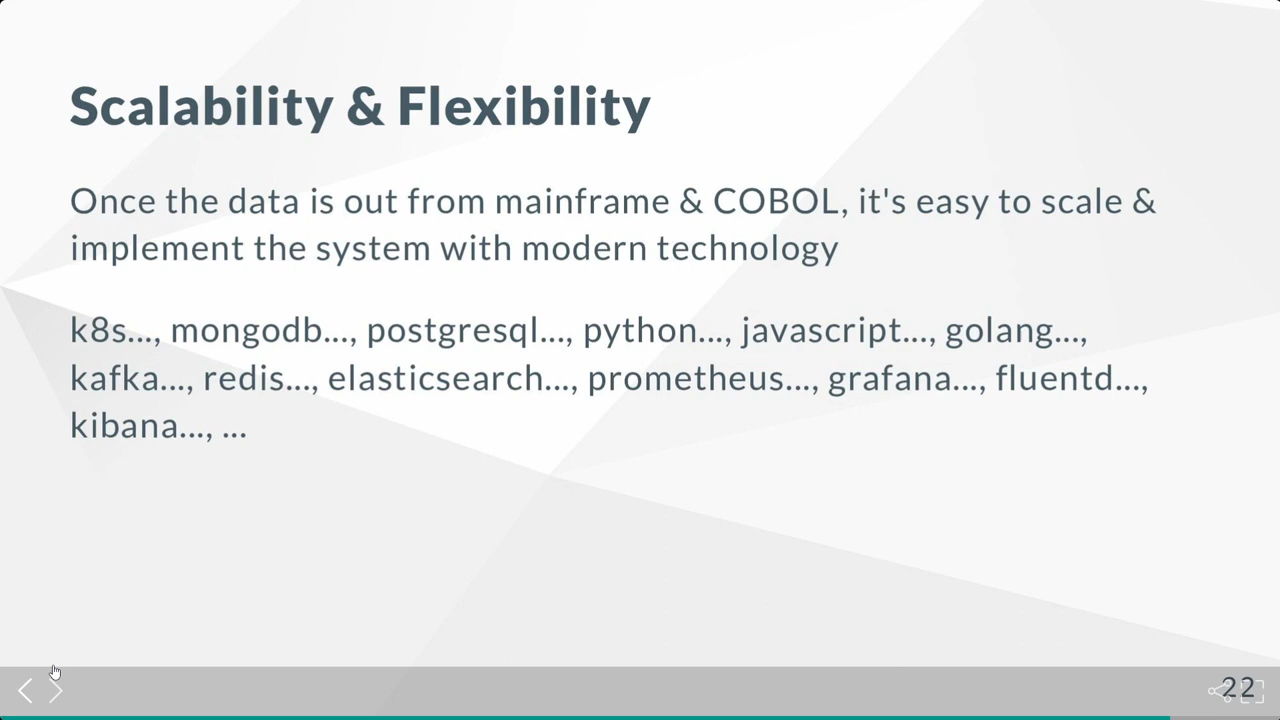 Scalability & Flexibility
Once the data is out from mainframe & COBOL, it's easy to scale &
implement the system with modern technology
k8s..., mongodb..., postgresql..., python..., javascript..., golang...,
kafka..., redis..., elasticsearch..., prometheus..., grafana..., fluentd...,
kibana..., ...
22